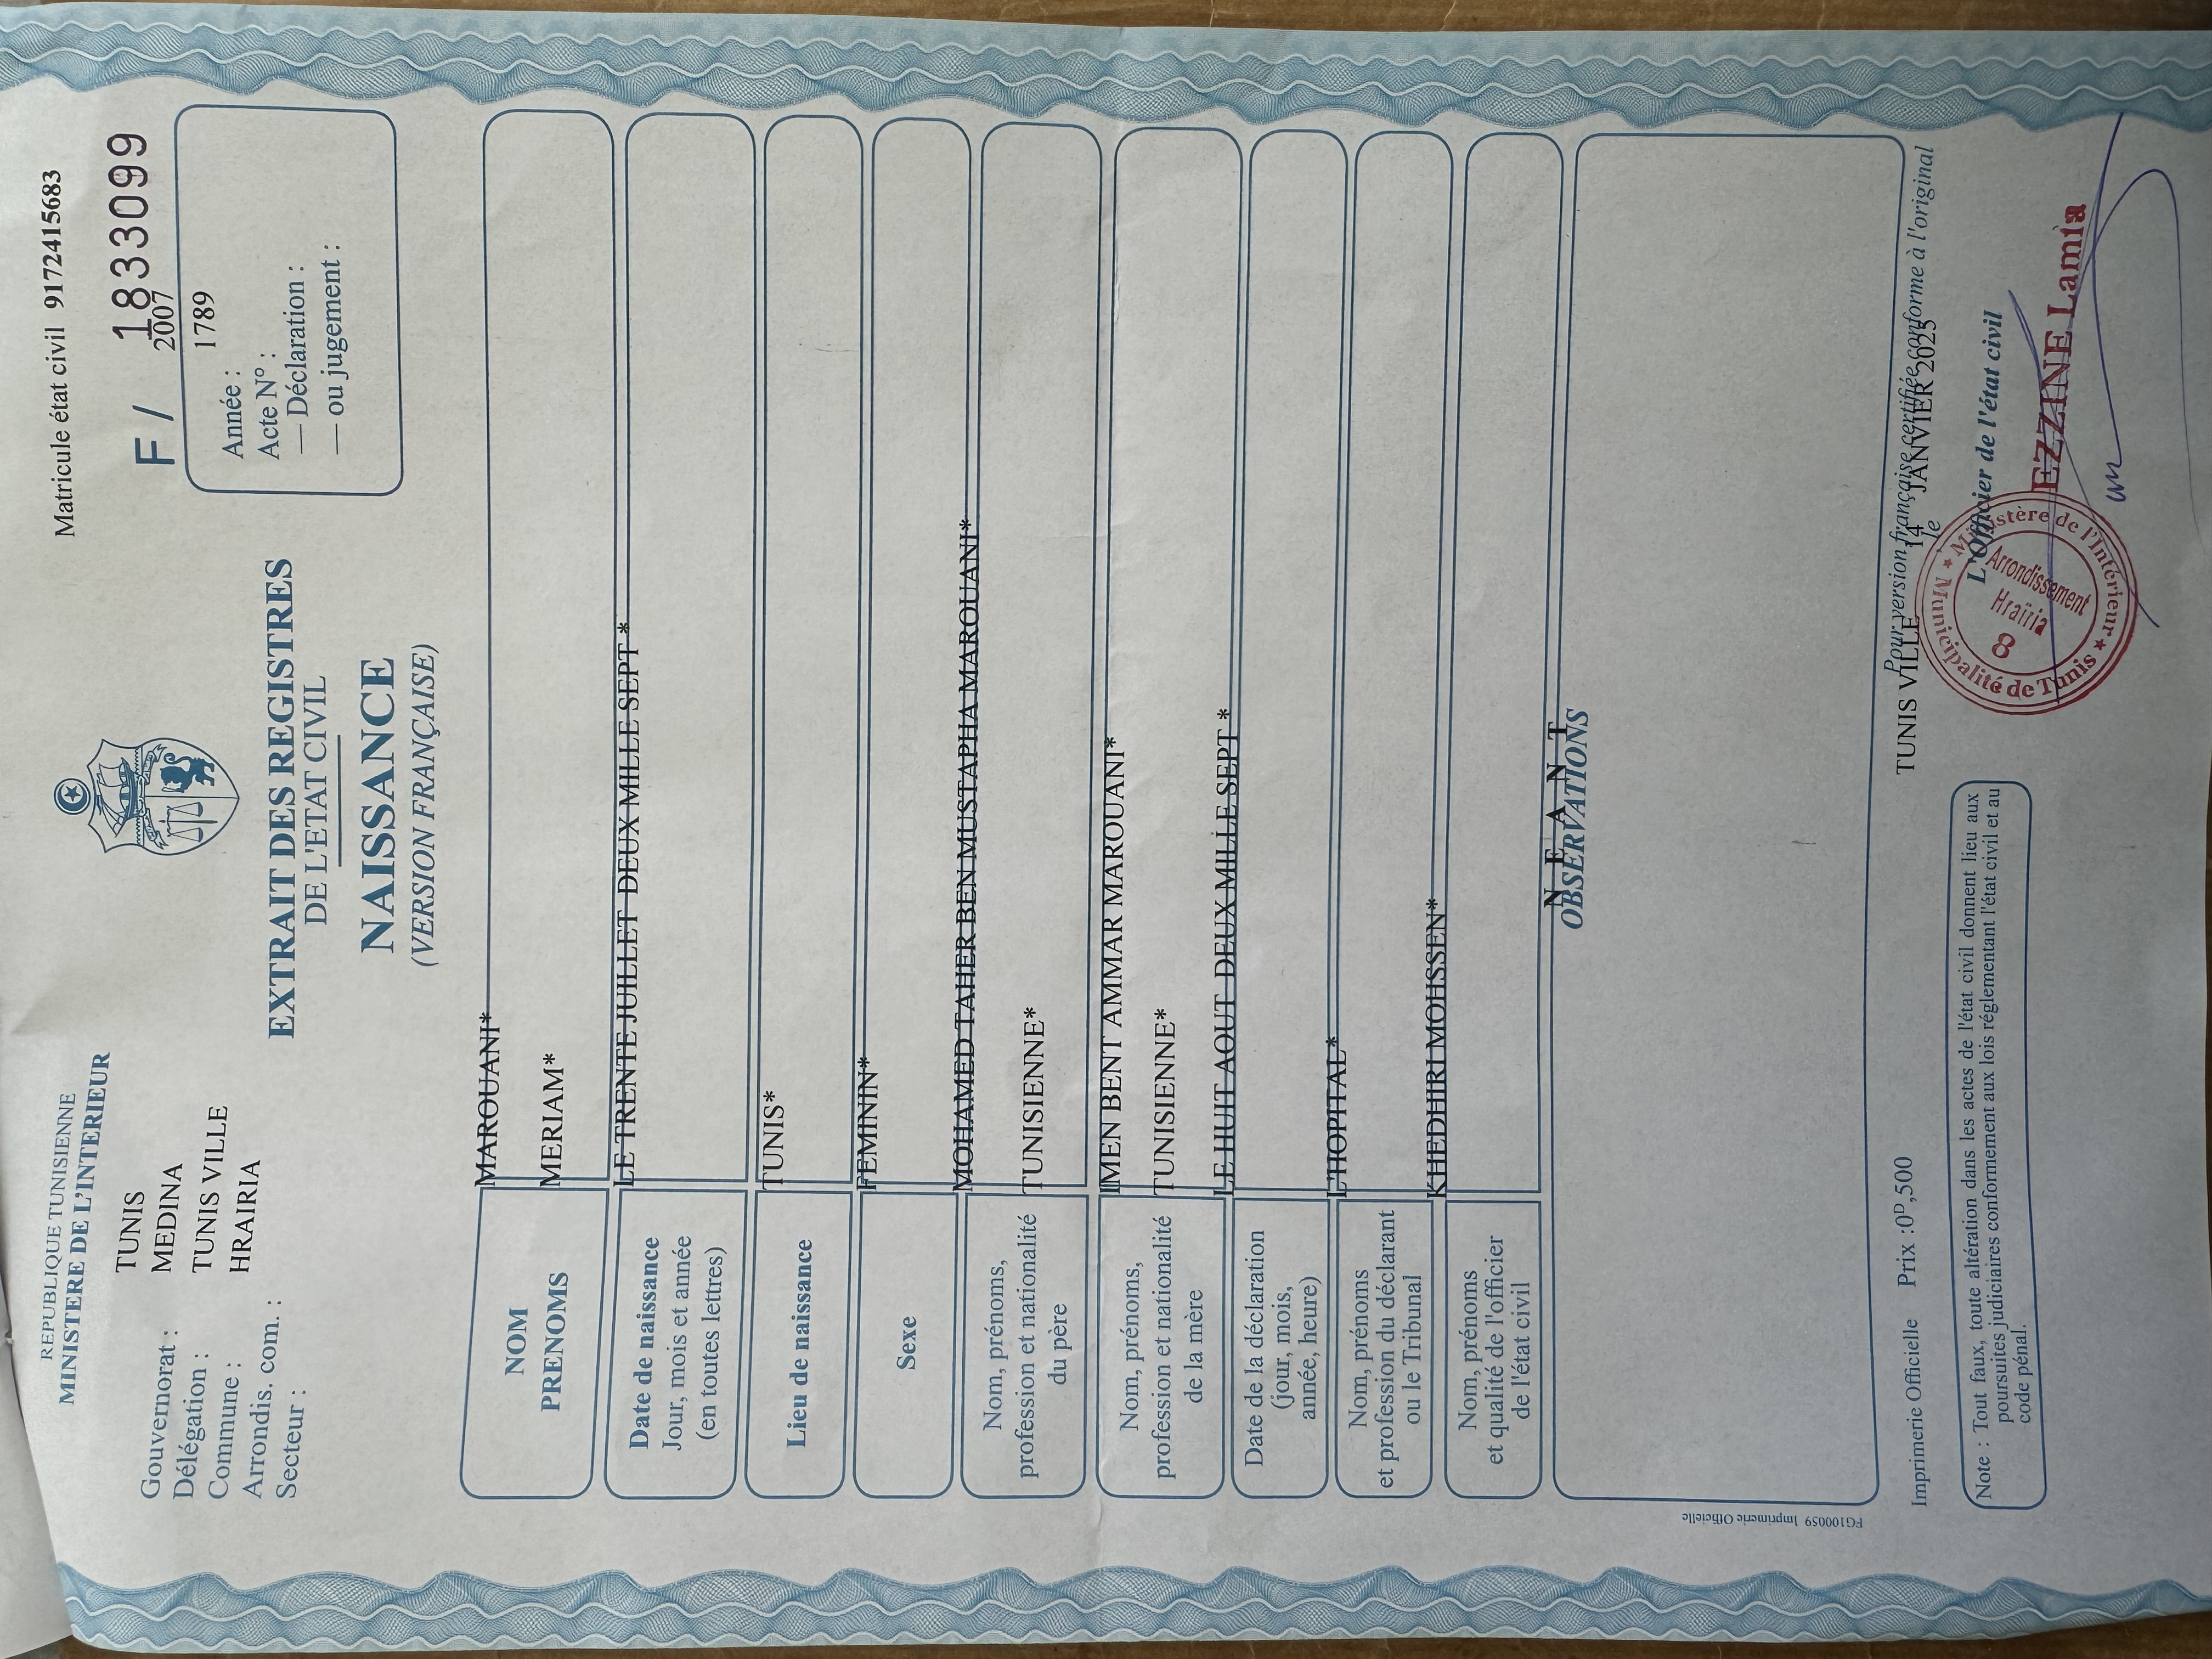 REPUBLIQUE TUNISIENNE
MINISTERE DE L'INTERIEUR
Gouvernorat : TUNIS
Délégation : MEDINA
Commune : TUNIS VILLE
Arrondis. com. : HRAIRIA
Secteur :
Matricule état civil 9172415683
F / 1833099
Année : 2007
Acte N° : 1789
— Déclaration :
— ou jugement :
EXTRAIT DES REGISTRES
DE L'ETAT CIVIL
NAISSANCE
(VERSION FRANÇAISE)
NOM MAROUANI*
PRENOMS MERIAM*
Date de naissance
Jour, mois et année
(en toutes lettres)
LE TRENTE JUILLET DEUX MILLE SEPT *
Lieu de naissance TUNIS*
Sexe FEMININ*
Nom, prénoms,
profession et nationalité
du père
MOHAMED TAHER BEN MUSTAPHA MAROUANI*
TUNISIENNE*
Nom, prénoms,
profession et nationalité
de la mère
IMEN BENT AMMAR MAROUANI*
TUNISIENNE*
Date de la déclaration
(jour, mois,
année, heure)
LE HUIT AOUT DEUX MILLE SEPT *
Nom, prénoms
et profession du déclarant
ou le Tribunal
L'HOPITAL*
Nom, prénoms
et qualité de l'officier
de l'état civil
KHEDHIRI MOHSSEN*
N E A N T
OBSERVATIONS
FG100059 Imprimerie Officielle
Imprimerie Officielle Prix :0D,500
Note : Tout faux, toute altération dans les actes de l'état civil donnent lieu aux
poursuites judiciaires conformement aux lois réglementant l'état civil et au
code pénal.
Pour version française certifiée conforme à l'original
TUNIS VILLE le 14 JANVIER 2025
L'Officier de l'état civil
EZZINE Lamia
Ministère de l'Intérieur
Municipalité de Tunis
Arrondissement
Hraïria
8